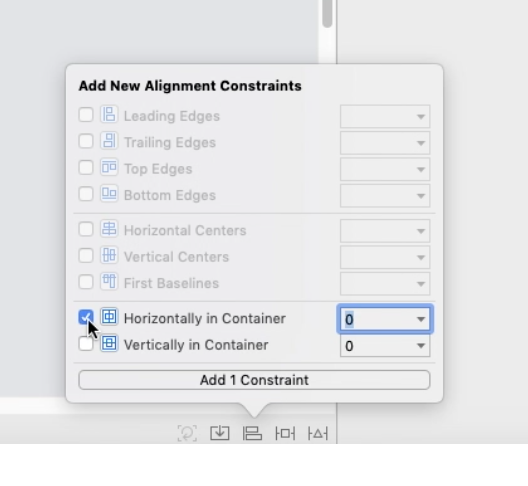 Add New Alignment Constraints
Leading Edges
Trailing Edges
Top Edges
Bottom Edges
Horizontal Centers
Vertical Centers
First Baselines
Horizontally in Container 0
Vertically in Container 0
Add 1 Constraint